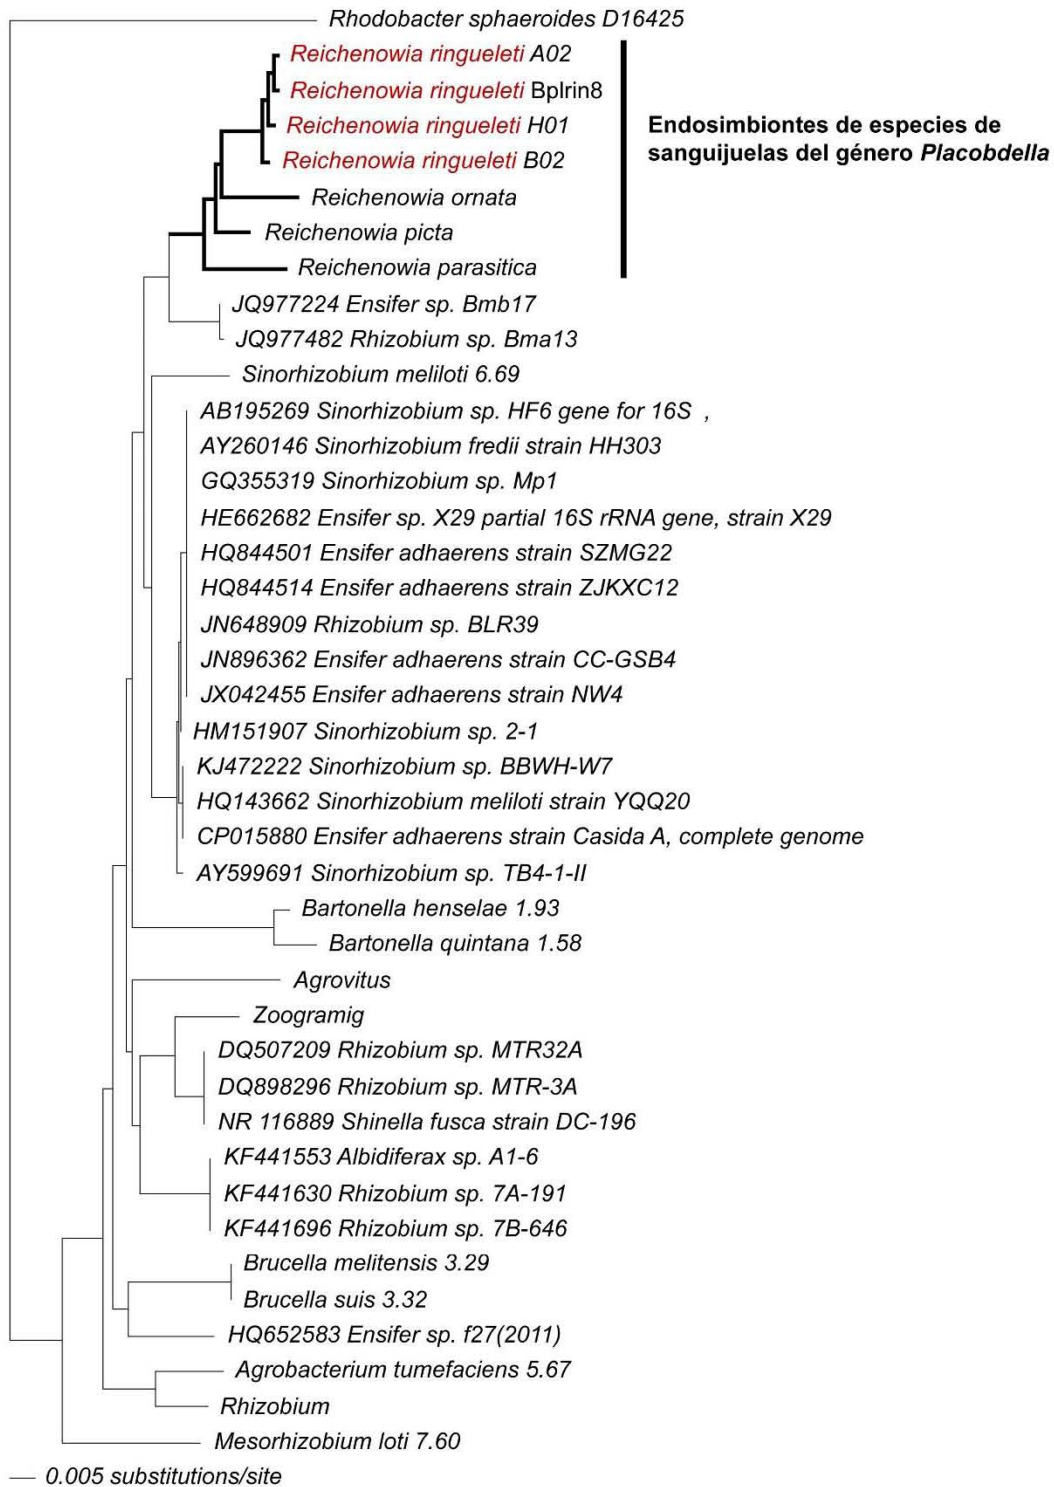 Rhodobacter sphaeroides D16425
Reichenowia ringueleti A02
Reichenowia ringueleti Bplrin8
Reichenowia ringueleti H01
Reichenowia ringueleti B02
Endosimbiontes de especies de
sanguijuelas del género Placobdella
Reichenowia ornata
Reichenowia picta
Reichenowia parasitica
JQ977224 Ensifer sp. Bmb17
JQ977482 Rhizobium sp. Bma13
Sinorhizobium meliloti 6.69
AB195269 Sinorhizobium sp. HF6 gene for 16S ,
AY260146 Sinorhizobium fredii strain HH303
GQ355319 Sinorhizobium sp. Mp1
HE662682 Ensifer sp. X29 partial 16S rRNA gene, strain X29
HQ844501 Ensifer adhaerens strain SZMG22
HQ844514 Ensifer adhaerens strain ZJKXC12
JN648909 Rhizobium sp. BLR39
JN896362 Ensifer adhaerens strain CC-GSB4
JX042455 Ensifer adhaerens strain NW4
HM151907 Sinorhizobium sp. 2-1
KJ472222 Sinorhizobium sp. BBWH-W7
HQ143662 Sinorhizobium meliloti strain YQQ20
CP015880 Ensifer adhaerens strain Casida A, complete genome
AY599691 Sinorhizobium sp. TB4-1-II
Bartonella henselae 1.93
Bartonella quintana 1.58
Agrovitus
Zoogramig
DQ507209 Rhizobium sp. MTR32A
DQ898296 Rhizobium sp. MTR-3A
NR 116889 Shinella fusca strain DC-196
KF441553 Albidiferax sp. A1-6
KF441630 Rhizobium sp. 7A-191
KF441696 Rhizobium sp. 7B-646
Brucella melitensis 3.29
Brucella suis 3.32
HQ652583 Ensifer sp. f27(2011)
Agrobacterium tumefaciens 5.67
Rhizobium
Mesorhizobium loti 7.60
0.005 substitutions/site